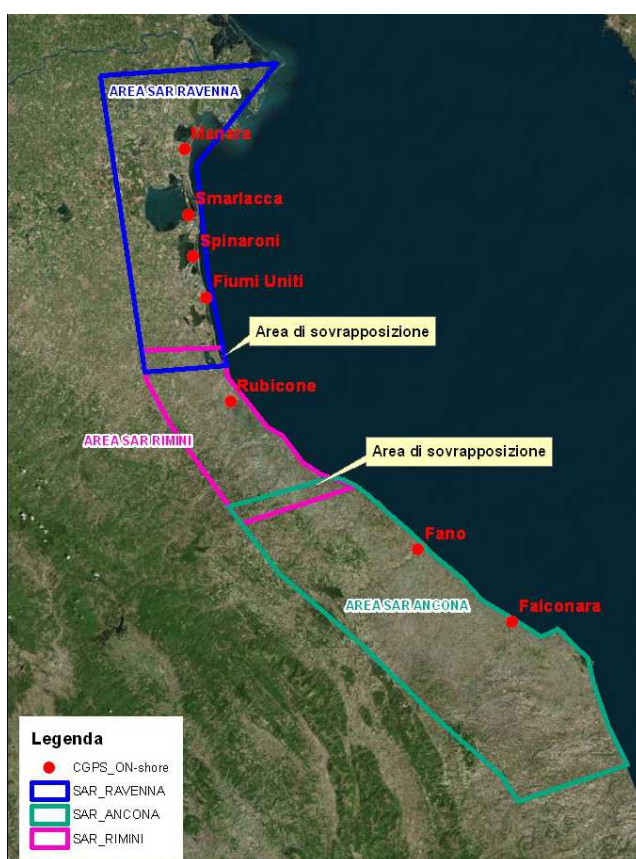 AREA SAR RAVENNA
Manara
Smarlacca
Spinaroni
Fiumi Uniti
Area di sovrapposizione
Rubicone
AREA SAR RIMINI
Area di sovrapposizione
Fano
AREA SAR ANCONA
Falconara
Legenda
CGPS_ON-shore
SAR_RAVENNA
SAR_ANCONA
SAR_RIMINI